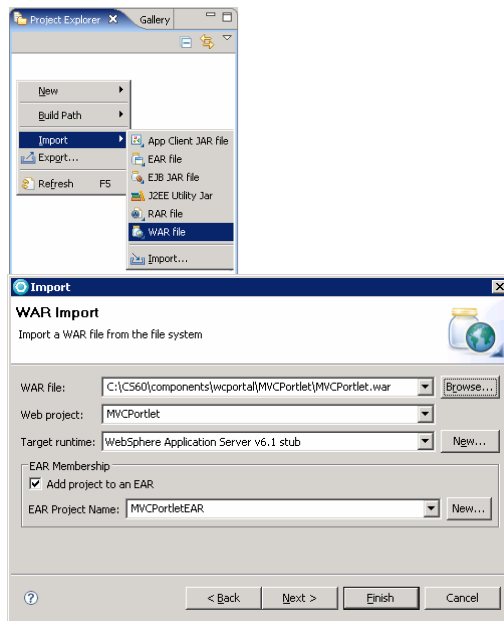 Project Explorer Gallery
New
Build Path
Import
Export...
Refresh F5
App Client JAR file
EAR file
EJB JAR file
J2EE Utility Jar
RAR file
WAR file
Import...
Import
WAR Import
Import a WAR file from the file system
WAR file: C:\CS60\components\wcportal\MVCPortlet\MVCPortlet.war Browse...
Web project: MVCPortlet
Target runtime: WebSphere Application Server v6.1 stub New...
EAR Membership
Add project to an EAR
EAR Project Name: MVCPortletEAR New...
? < Back Next > Finish Cancel